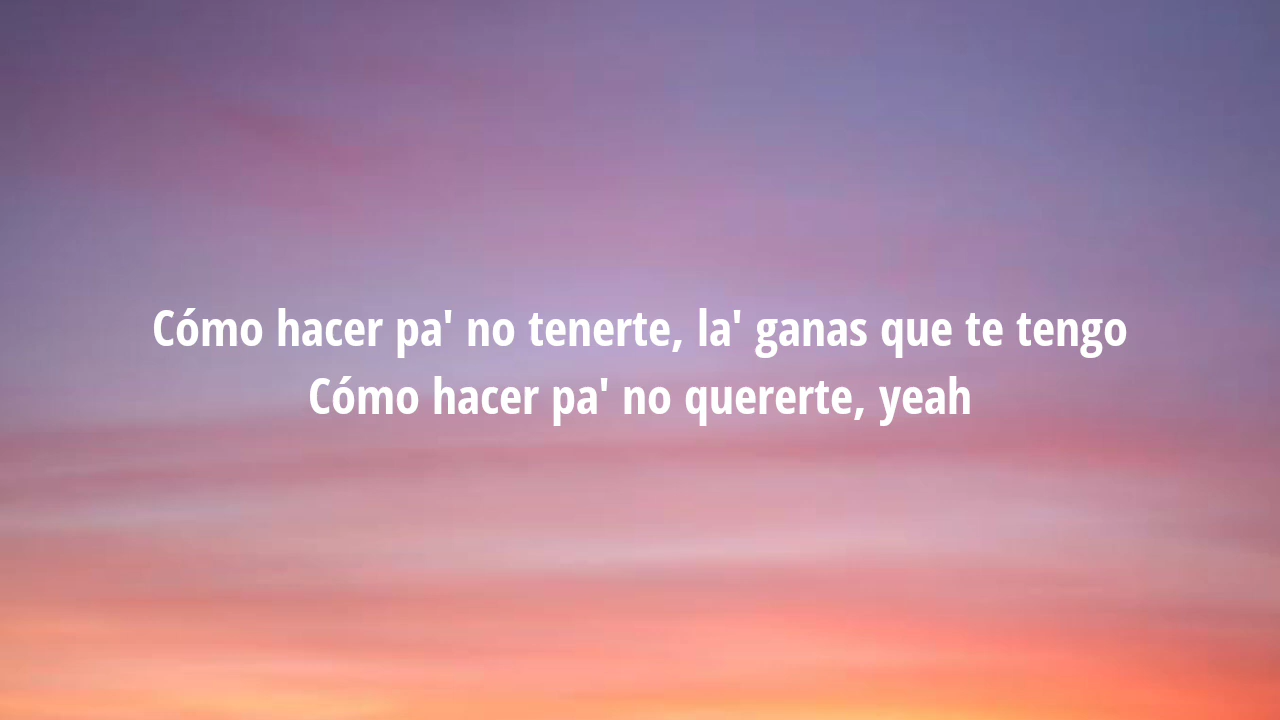 Cómo hacer pa' no tenerte, la' ganas que te tengo
Cómo hacer pa' no quererte, yeah